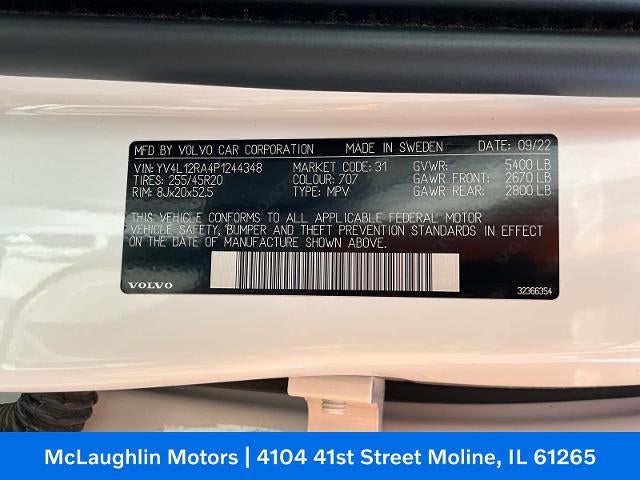 MFD BY VOLVO CAR CORPORATION MADE IN SWEDEN DATE: 09/22
VIN: YV4L12RA4P1244348 MARKET CODE: 31 GVWR: 5400 LB
TIRES: 255/45R20 COLOUR: 707 GAWR FRONT: 2670 LB
RIM: 8Jx20x52,5 TYPE: MPV GAWR REAR: 2800 LB
THIS VEHICLE CONFORMS TO ALL APPLICABLE FEDERAL MOTOR
VEHICLE SAFETY, BUMPER AND THEFT PREVENTION STANDARDS IN EFFECT
ON THE DATE OF MANUFACTURE SHOWN ABOVE.
VOLVO 32366354
McLaughlin Motors | 4104 41st Street Moline, IL 61265